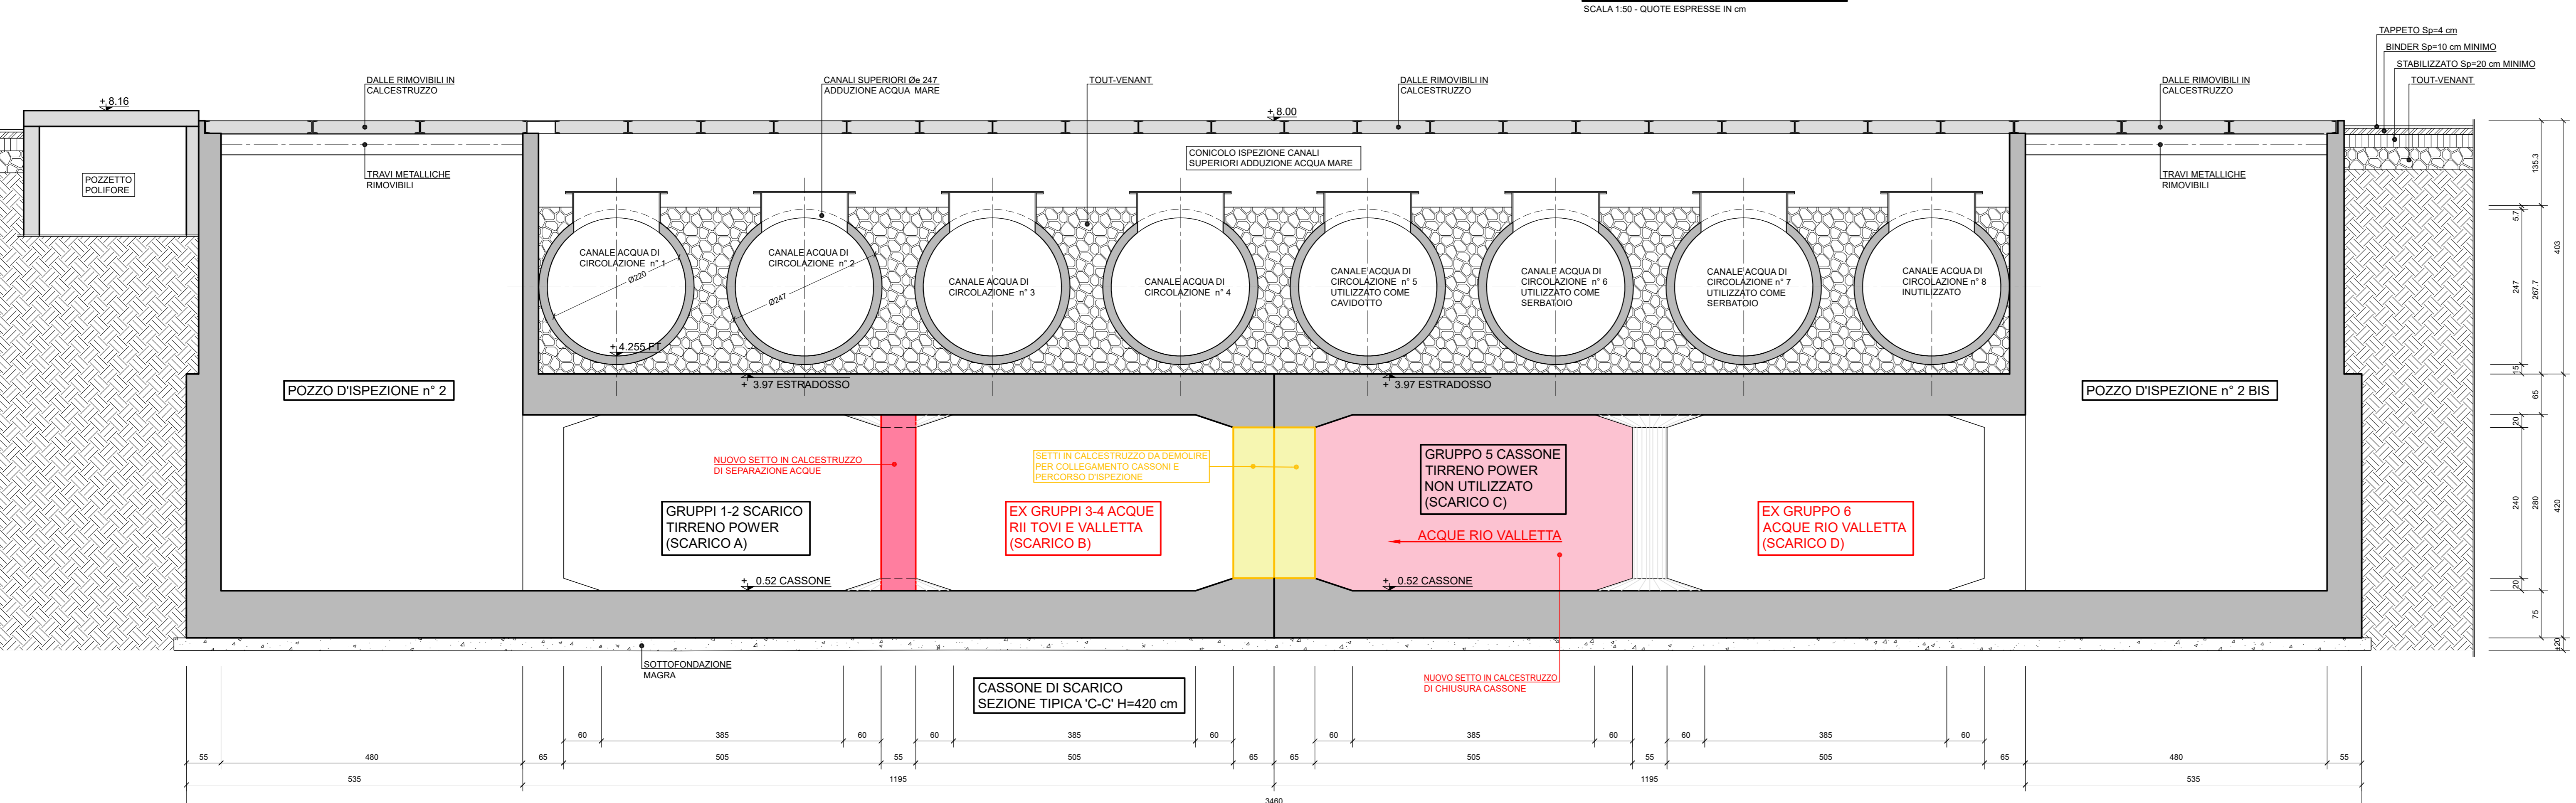 SCALA 1:50 - QUOTE ESPRESSE IN cm
TAPPETO Sp=4 cm
BINDER Sp=10 cm MINIMO
STABILIZZATO Sp=20 cm MINIMO
TOUT-VENANT
DALLE RIMOVIBILI IN
CALCESTRUZZO
CANALI SUPERIORI Øe 247
ADDUZIONE ACQUA MARE
TOUT-VENANT
DALLE RIMOVIBILI IN
CALCESTRUZZO
DALLE RIMOVIBILI IN
CALCESTRUZZO
+ 8.16
+ 8.00
CONICOLO ISPEZIONE CANALI
SUPERIORI ADDUZIONE ACQUA MARE
POZZETTO
POLIFORE
TRAVI METALLICHE
RIMOVIBILI
TRAVI METALLICHE
RIMOVIBILI
CANALE ACQUA DI
CIRCOLAZIONE n° 1
Ø220
CANALE ACQUA DI
CIRCOLAZIONE n° 2
Ø247
CANALE ACQUA DI
CIRCOLAZIONE n° 3
CANALE ACQUA DI
CIRCOLAZIONE n° 4
CANALE ACQUA DI
CIRCOLAZIONE n° 5
UTILIZZATO COME
CAVIDOTTO
CANALE ACQUA DI
CIRCOLAZIONE n° 6
UTILIZZATO COME
SERBATOIO
CANALE ACQUA DI
CIRCOLAZIONE n° 7
UTILIZZATO COME
SERBATOIO
CANALE ACQUA DI
CIRCOLAZIONE n° 8
INUTILIZZATO
+ 4.255 FT
+ 3.97 ESTRADOSSO
+ 3.97 ESTRADOSSO
POZZO D'ISPEZIONE n° 2
POZZO D'ISPEZIONE n° 2 BIS
NUOVO SETTO IN CALCESTRUZZO
DI SEPARAZIONE ACQUE
SETTI IN CALCESTRUZZO DA DEMOLIRE
PER COLLEGAMENTO CASSONI E
PERCORSO D'ISPEZIONE
GRUPPO 5 CASSONE
TIRRENO POWER
NON UTILIZZATO
(SCARICO C)
GRUPPI 1-2 SCARICO
TIRRENO POWER
(SCARICO A)
EX GRUPPI 3-4 ACQUE
RII TOVI E VALLETTA
(SCARICO B)
ACQUE RIO VALLETTA
EX GRUPPO 6
ACQUE RIO VALLETTA
(SCARICO D)
+ 0.52 CASSONE
+ 0.52 CASSONE
SOTTOFONDAZIONE
MAGRA
CASSONE DI SCARICO
SEZIONE TIPICA 'C-C' H=420 cm
NUOVO SETTO IN CALCESTRUZZO
DI CHIUSURA CASSONE
60 385 60 60 385 60 60 385 60 60 385 60
55 480 65 505 55 505 65 65 505 55 505 65 480 55
535 1195 1195 535
3460
135.3
5.7
247
267.7
403
15
65
20
240
280
420
20
75
±20